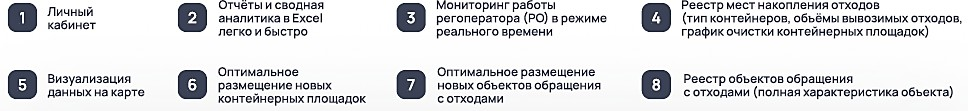 1 Личный
кабинет
2 Отчёты и сводная
аналитика в Excel
легко и быстро
3 Мониторинг работы
регоператора (РО) в режиме
реального времени
4 Реестр мест накопления отходов
(тип контейнеров, объёмы вывозимых отходов,
график очистки контейнерных площадок)
5 Визуализация
данных на карте
6 Оптимальное
размещение новых
контейнерных площадок
7 Оптимальное размещение
новых объектов обращения
с отходами
8 Реестр объектов обращения
с отходами (полная характеристика объекта)